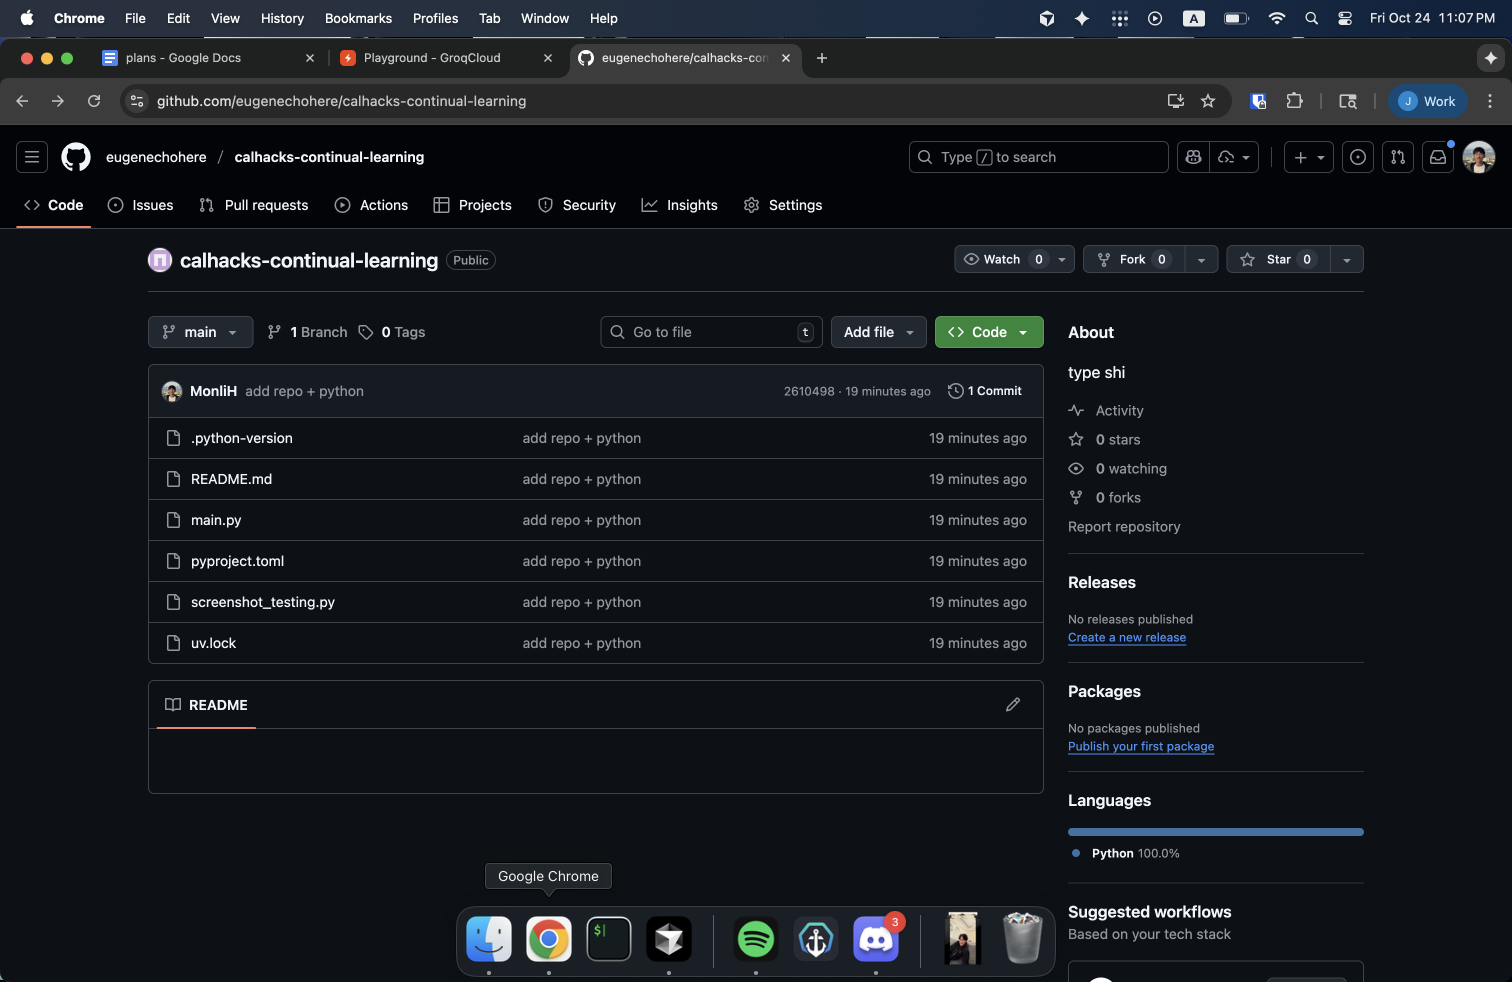 Chrome File Edit View History Bookmarks Profiles Tab Window Help A Fri Oct 24 11:07 PM
plans - Google Docs Playground - GroqCloud eugenechohere/calhacks-con
github.com/eugenechohere/calhacks-continual-learning J Work
eugenechohere / calhacks-continual-learning Type / to search
Code Issues Pull requests Actions Projects Security Insights Settings
calhacks-continual-learning Public Watch 0 Fork 0 Star 0
main 1 Branch 0 Tags Go to file t Add file Code
MonliH add repo + python 2610498 · 19 minutes ago 1 Commit
.python-version add repo + python 19 minutes ago
README.md add repo + python 19 minutes ago
main.py add repo + python 19 minutes ago
pyproject.toml add repo + python 19 minutes ago
screenshot_testing.py add repo + python 19 minutes ago
uv.lock add repo + python 19 minutes ago
README
About
type shi
Activity
0 stars
0 watching
0 forks
Report repository
Releases
No releases published
Create a new release
Packages
No packages published
Publish your first package
Languages
Python 100.0%
Suggested workflows
Based on your tech stack
Google Chrome
$
3